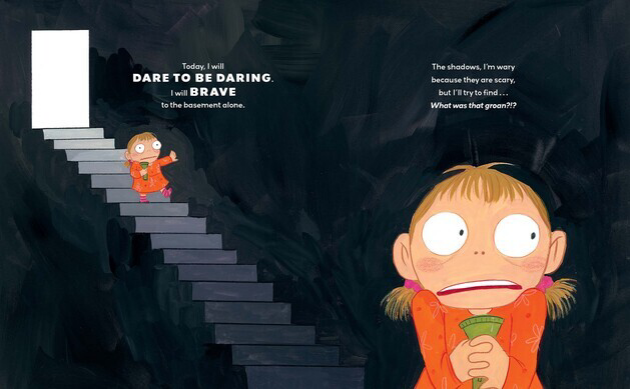 Today, I will
DARE TO BE DARING.
I will BRAVE
to the basement alone.
The shadows, I'm wary
because they are scary,
but I'll try to find...
What was that groan?!?